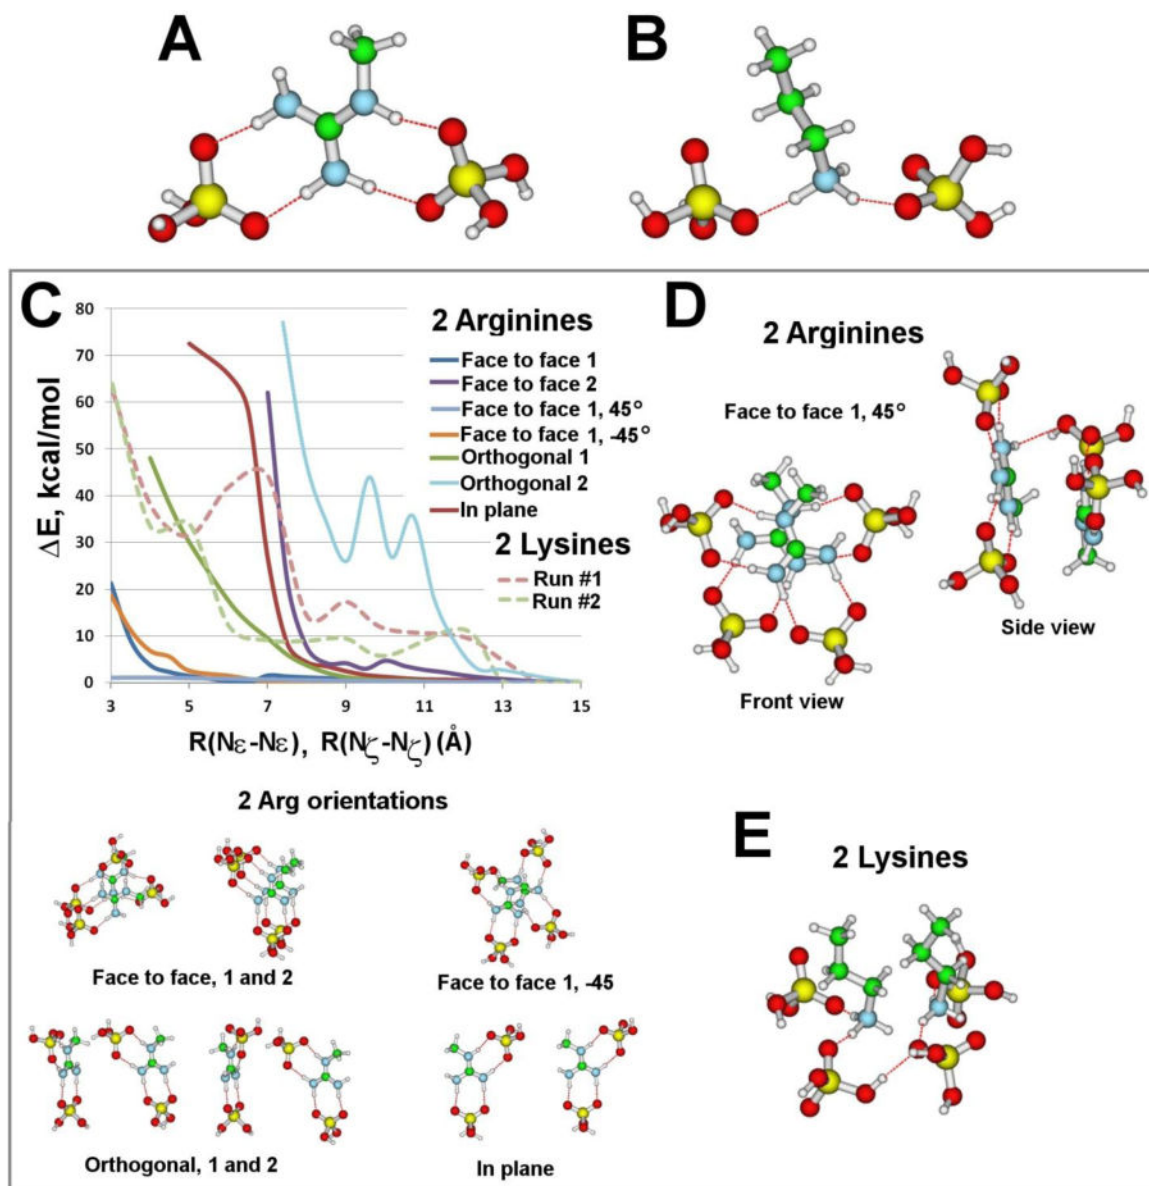 A
B
C
80
70
60
50
40
30
20
10
0
ΔE, kcal/mol
3
5
7
9
11
13
15
R(Nε-Nε), R(Nζ-Nζ) (Å)
2 Arginines
Face to face 1
Face to face 2
Face to face 1, 45°
Face to face 1, -45°
Orthogonal 1
Orthogonal 2
In plane
2 Lysines
Run #1
Run #2
2 Arg orientations
Face to face, 1 and 2
Face to face 1, -45
Orthogonal, 1 and 2
In plane
D
2 Arginines
Face to face 1, 45°
Front view
Side view
E
2 Lysines